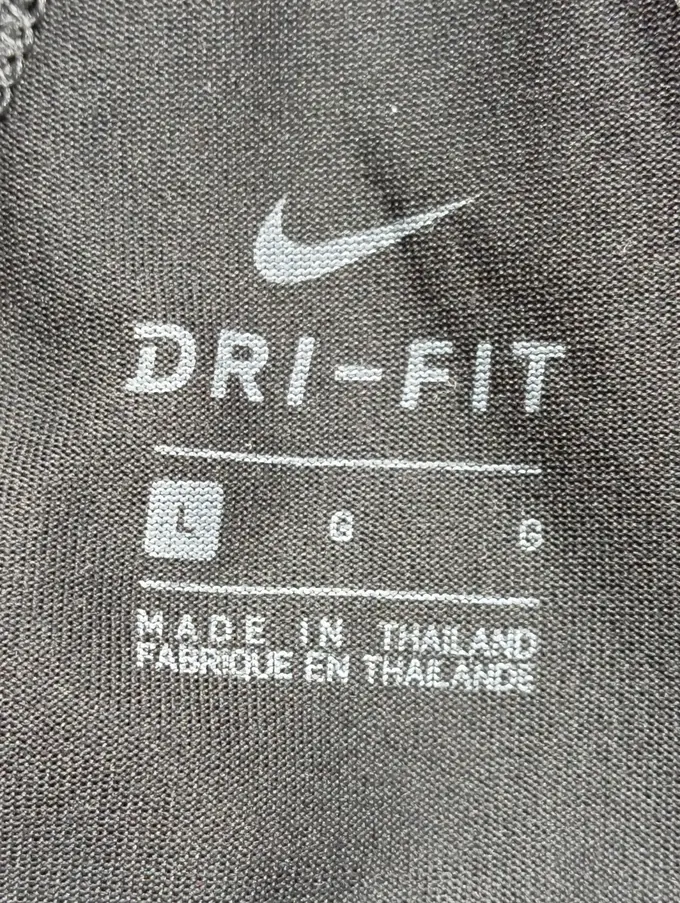 DRI-FIT
L G G
MADE IN THAILAND
FABRIQUE EN THAILANDE